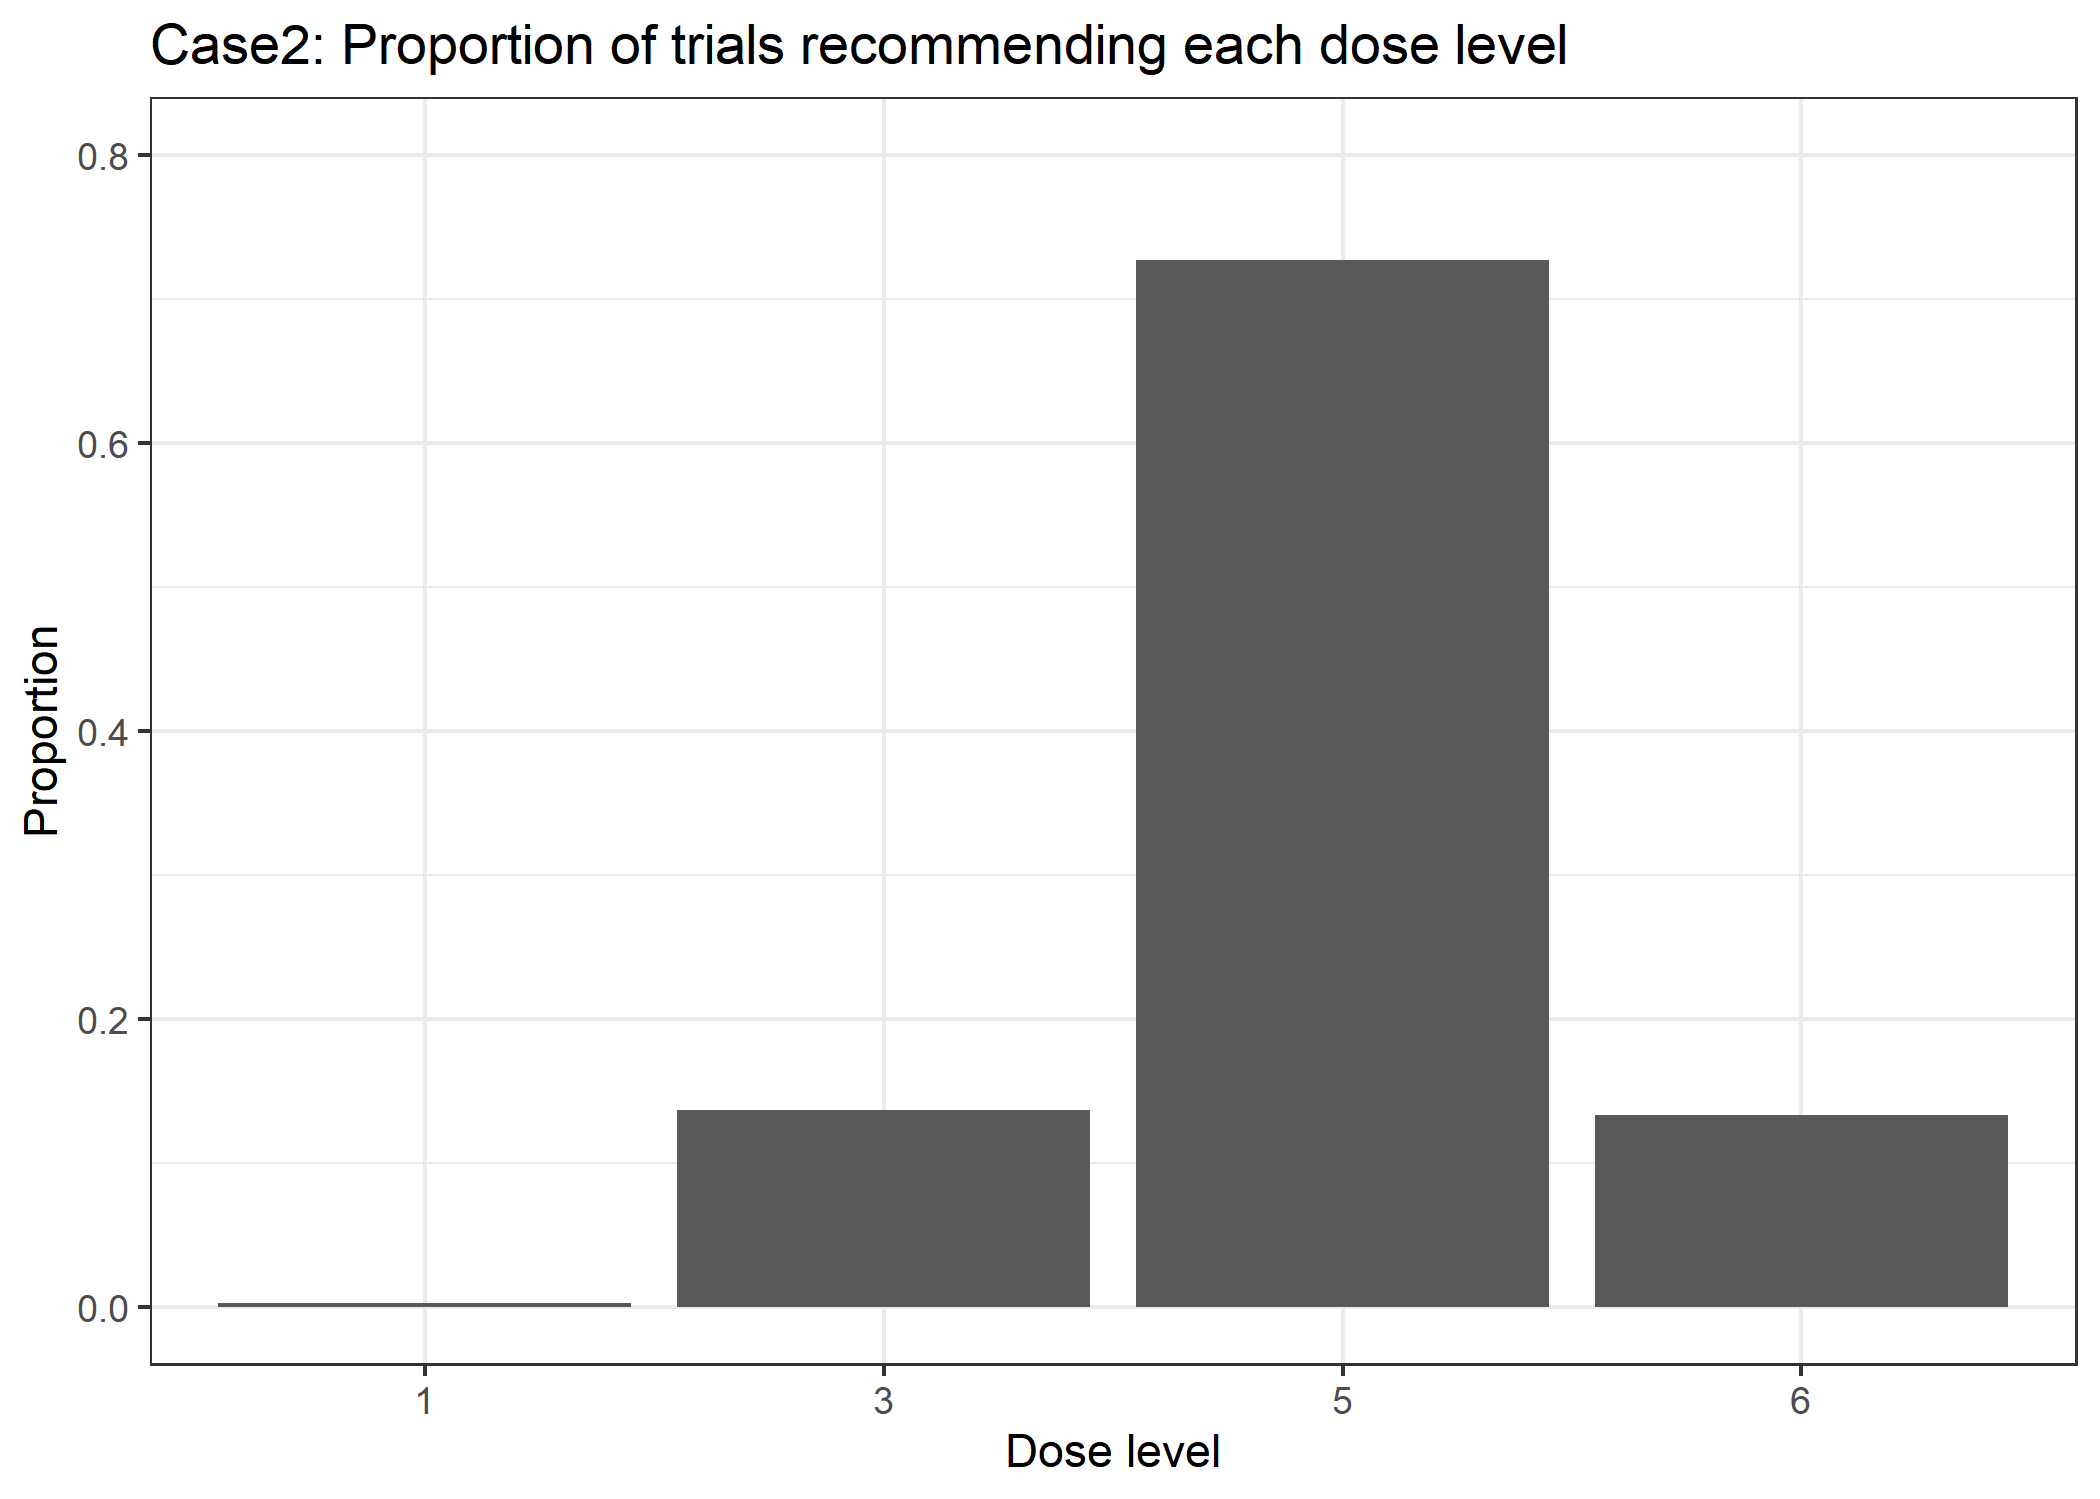 Case2: Proportion of trials recommending each dose level
0.8
0.6
0.4
0.2
0.0
Proportion
1 3 5 6
Dose level